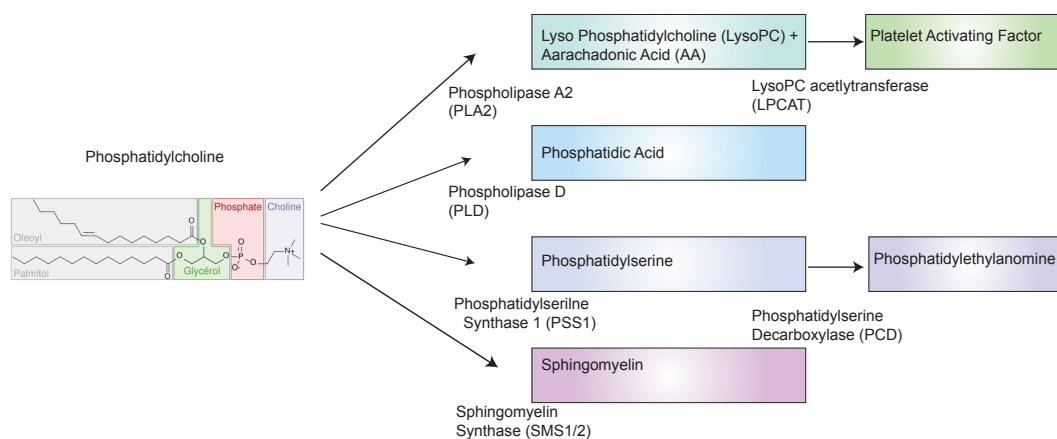 Phosphatidylcholine
Oleoyl
Palmitol
Glycérol
Phosphate
Choline
O
O
O
O
O
P
O
O-
O
N+
Phospholipase A2
(PLA2)
Lyso Phosphatidylcholine (LysoPC) +
Aarachadonic Acid (AA)
LysoPC acetlytransferase
(LPCAT)
Platelet Activating Factor
Phospholipase D
(PLD)
Phosphatidic Acid
Phosphatidylserilne
Synthase 1 (PSS1)
Phosphatidylserine
Phosphatidylserine
Decarboxylase (PCD)
Phosphatidylethylanomine
Sphingomyelin
Synthase (SMS1/2)
Sphingomyelin